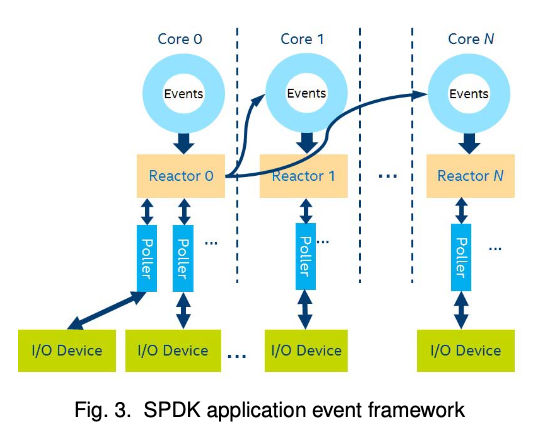 Core 0
Core 1
Core N
Events
Events
Events
Reactor 0
Reactor 1
...
Reactor N
Poller
Poller
...
Poller
...
Poller
...
I/O Device
I/O Device
...
I/O Device
I/O Device
Fig. 3. SPDK application event framework